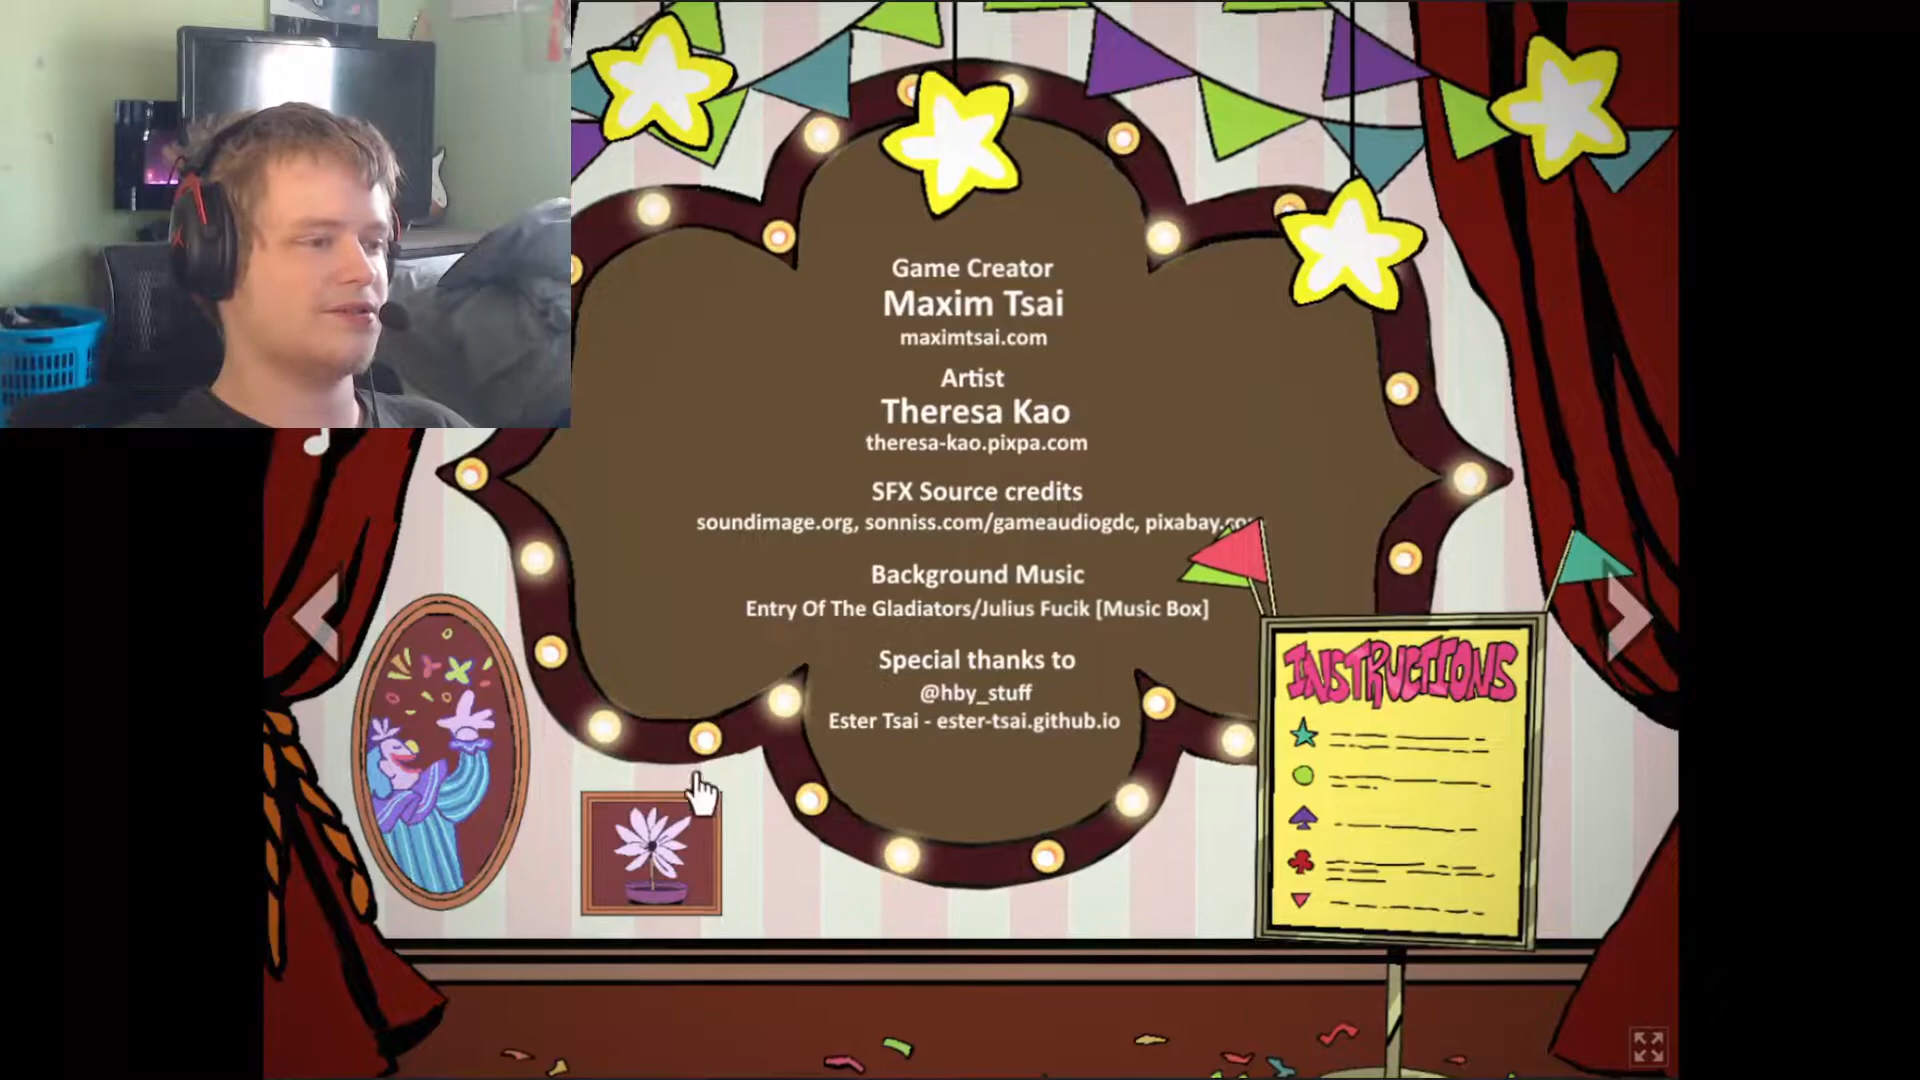 Game Creator
Maxim Tsai
maximtsai.com
Artist
Theresa Kao
theresa-kao.pixpa.com
SFX Source credits
soundimage.org, sonniss.com/gameaudiogdc, pixabay.com
Background Music
Entry Of The Gladiators/Julius Fucik [Music Box]
Special thanks to
@hby_stuff
Ester Tsai - ester-tsai.github.io
INSTRUCTIONS